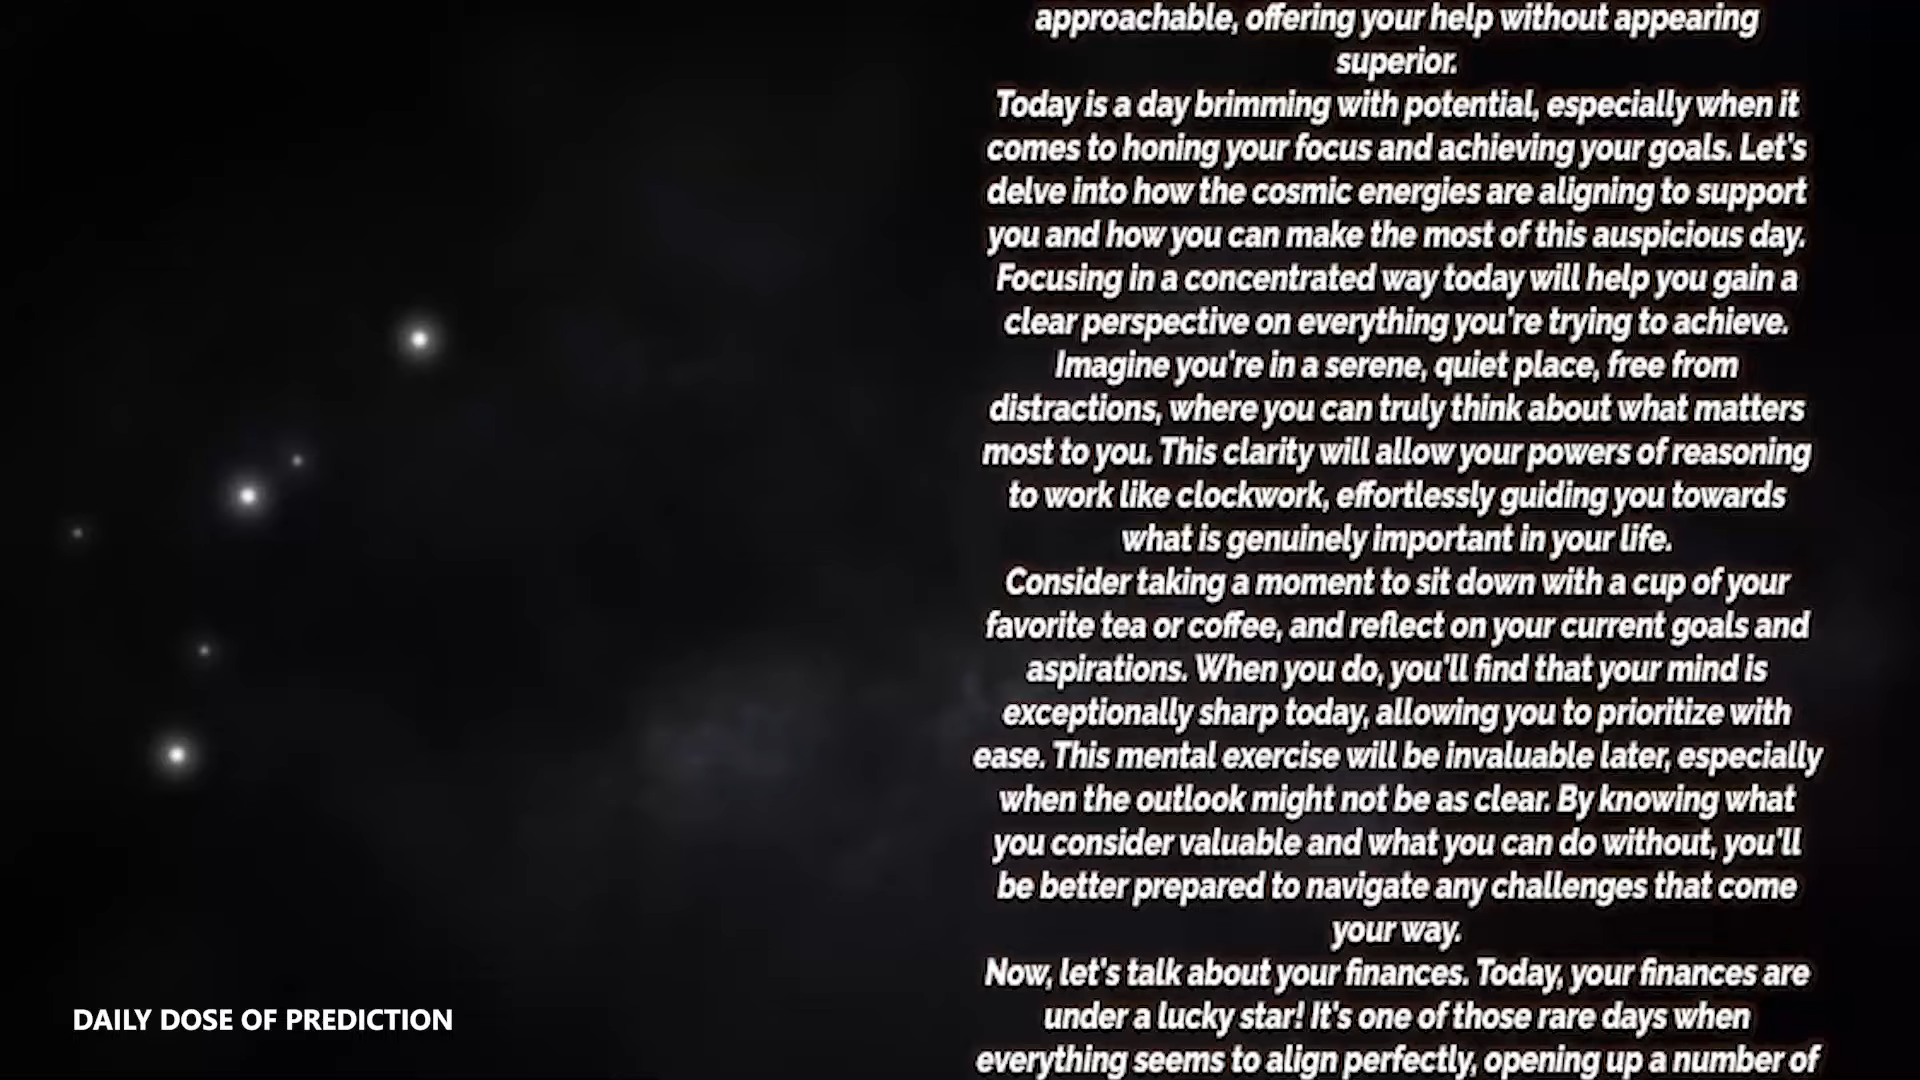 approachable, offering your help without appearing
superior.
Today is a day brimming with potential, especially when it
comes to honing your focus and achieving your goals. Let's
delve into how the cosmic energies are aligning to support
you and how you can make the most of this auspicious day.
Focusing in a concentrated way today will help you gain a
clear perspective on everything you're trying to achieve.
Imagine you're in a serene, quiet place, free from
distractions, where you can truly think about what matters
most to you. This clarity will allow your powers of reasoning
to work like clockwork, effortlessly guiding you towards
what is genuinely important in your life.
Consider taking a moment to sit down with a cup of your
favorite tea or coffee, and reflect on your current goals and
aspirations. When you do, you'll find that your mind is
exceptionally sharp today, allowing you to prioritize with
ease. This mental exercise will be invaluable later, especially
when the outlook might not be as clear. By knowing what
you consider valuable and what you can do without, you'll
be better prepared to navigate any challenges that come
your way.
Now, let's talk about your finances. Today, your finances are
under a lucky star! It's one of those rare days when
everything seems to align perfectly, opening up a number of
DAILY DOSE OF PREDICTION